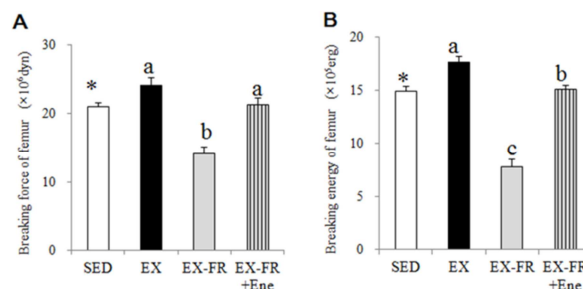 A
Breaking force of femur (×10⁶dyn)
30
20
10
0
*
a
b
a
SED
EX
EX-FR
EX-FR
+Ene
B
Breaking energy of femur (×10⁵erg)
20
15
10
5
0
*
a
c
b
SED
EX
EX-FR
EX-FR
+Ene